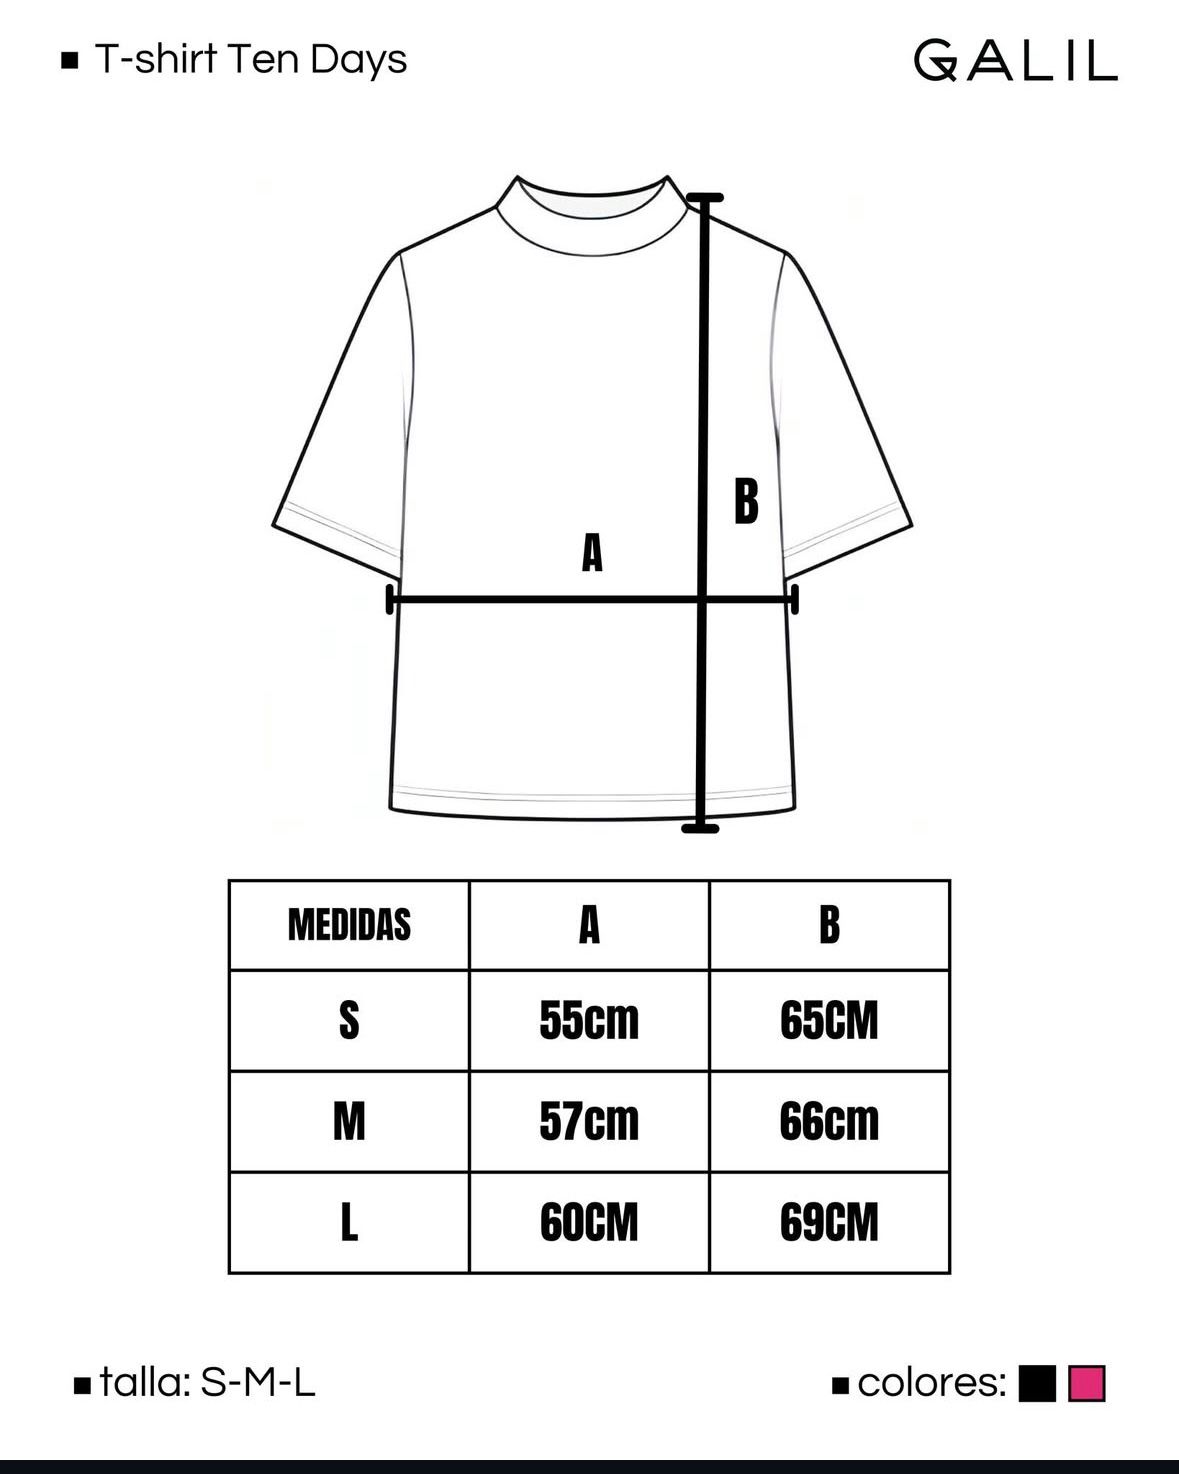 T-shirt Ten Days
GALIL
A
B
MEDIDAS A B
S 55cm 65CM
M 57cm 66cm
L 60CM 69CM
talla: S-M-L
colores: